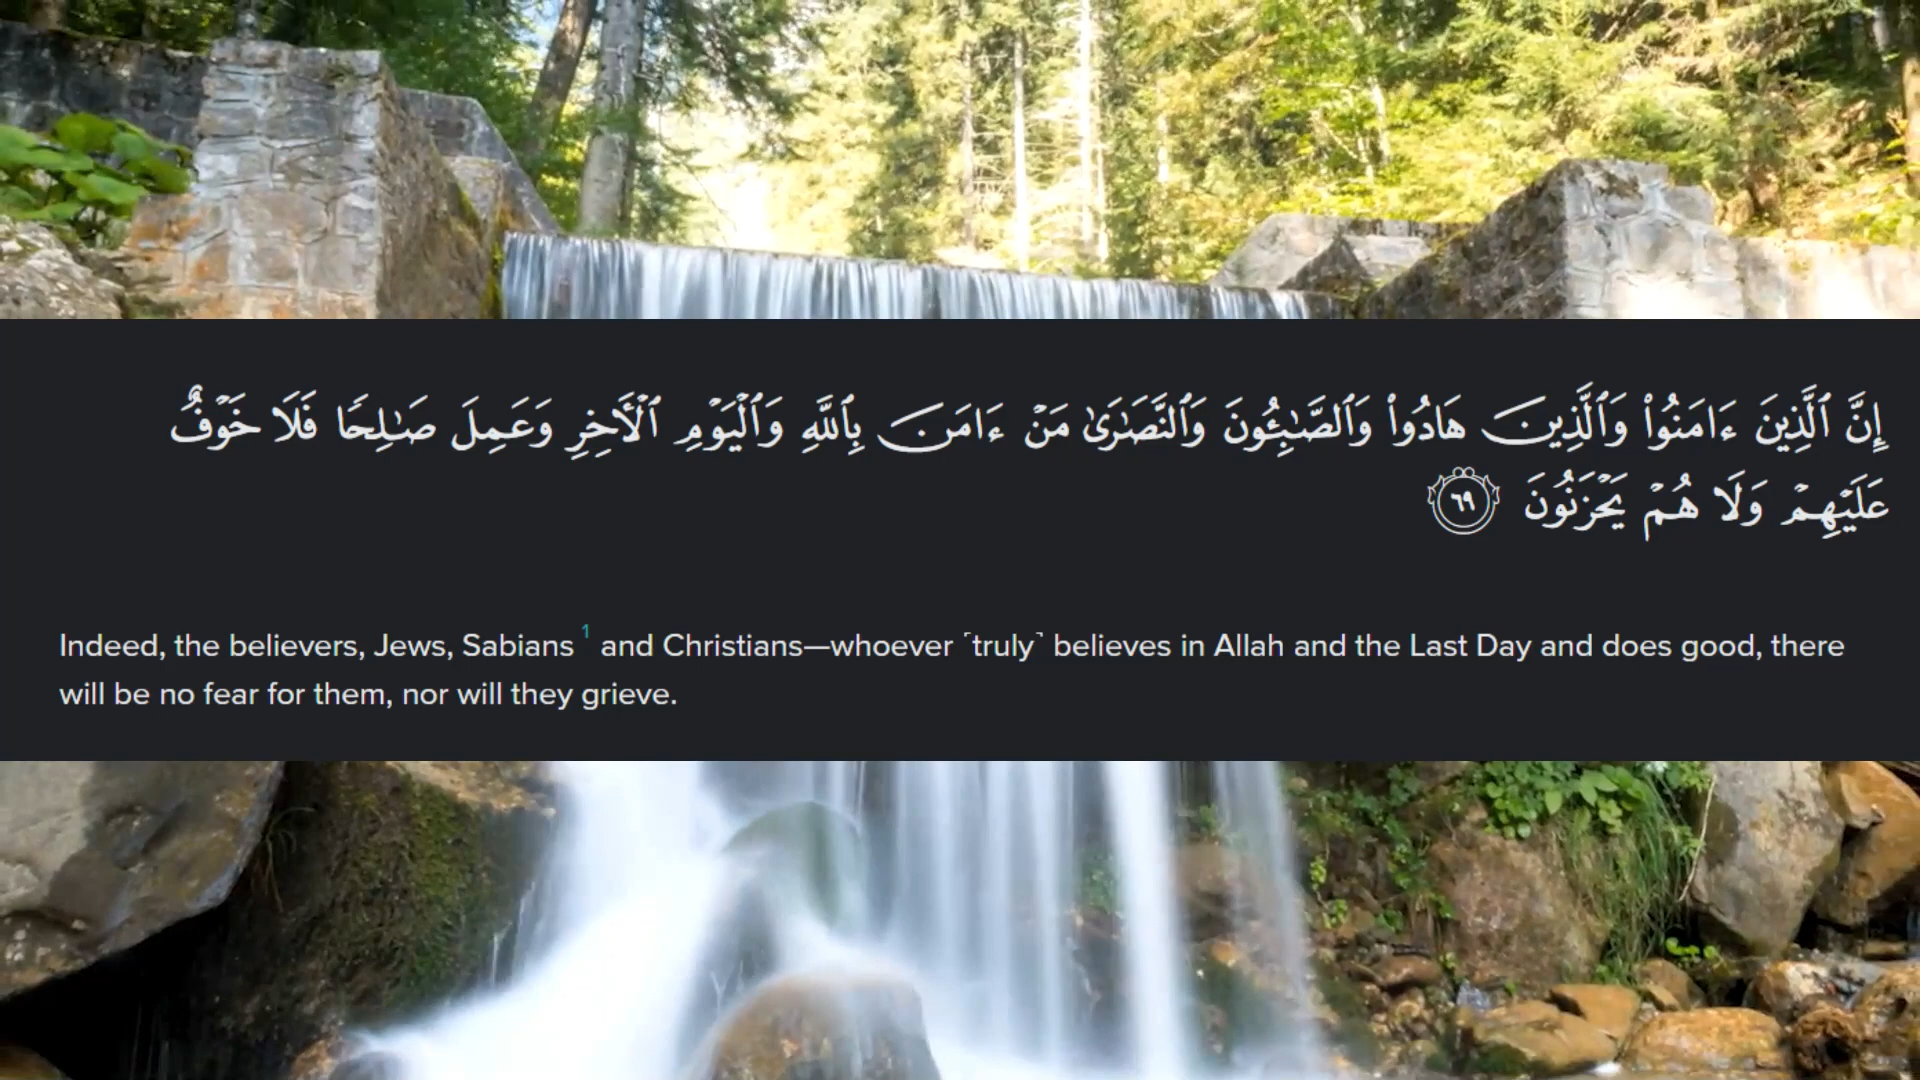 إِنَّ ٱلَّذِينَ ءَامَنُوا۟ وَٱلَّذِينَ هَادُوا۟ وَٱلصَّـٰبِـُٔونَ وَٱلنَّصَـٰرَىٰ مَنْ ءَامَنَ بِٱللَّهِ وَٱلْيَوْمِ ٱلْـَٔاخِرِ وَعَمِلَ صَـٰلِحًا فَلَا خَوْفٌ
عَلَيْهِمْ وَلَا هُمْ يَحْزَنُونَ ٦٩
Indeed, the believers, Jews, Sabians 1 and Christians—whoever ˹truly˺ believes in Allah and the Last Day and does good, there
will be no fear for them, nor will they grieve.